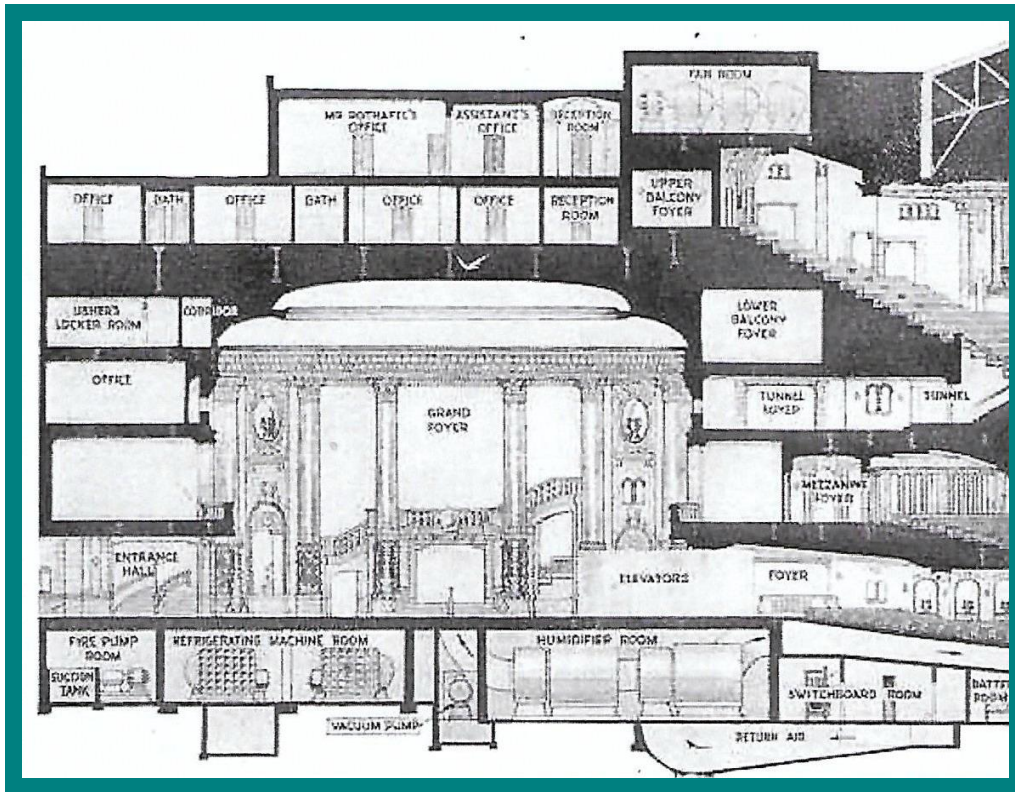 FAN ROOM
MR ROTHAFEL'S
OFFICE
ASSISTANT'S
OFFICE
RECEPTION
ROOM
OFFICE
BATH
OFFICE
BATH
OFFICE
OFFICE
RECEPTION
ROOM
UPPER
BALCONY
FOYER
USHER'S
LOCKER ROOM
CORRIDOR
LOWER
BALCONY
FOYER
OFFICE
GRAND
FOYER
TUNNEL
FOYER
TUNNEL
MEZZANINE
FOYER
ENTRANCE
HALL
ELEVATORS
FOYER
FIRE PUMP
ROOM
SUCTION
TANK
REFRIGERATING MACHINE ROOM
HUMIDIFIER ROOM
SWITCHBOARD ROOM
ROOM
VACUUM PUMP
RETURN AIR